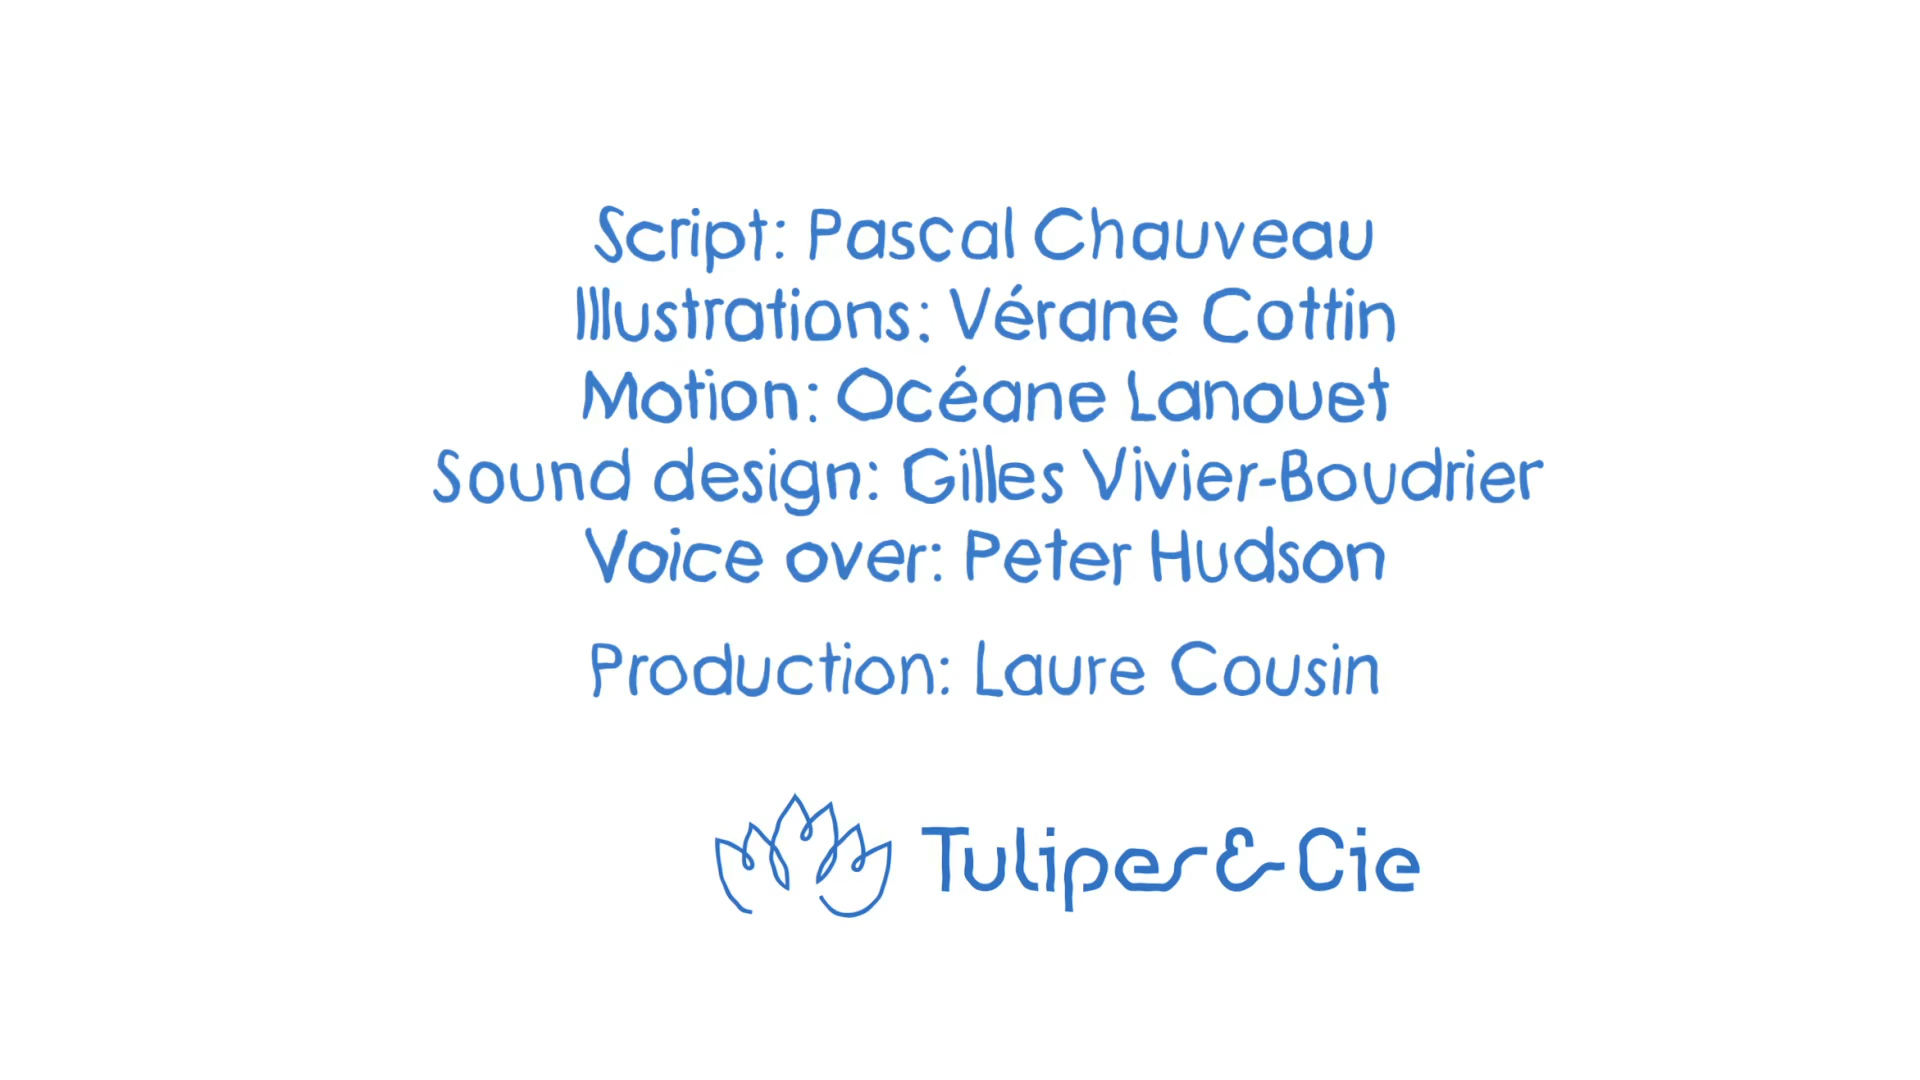 Script: Pascal Chauveau
Illustrations: Vérane Cottin
Motion: Océane Lanouet
Sound design: Gilles Vivier-Boudrier
Voice over: Peter Hudson
Production: Laure Cousin
Tulipes & Cie